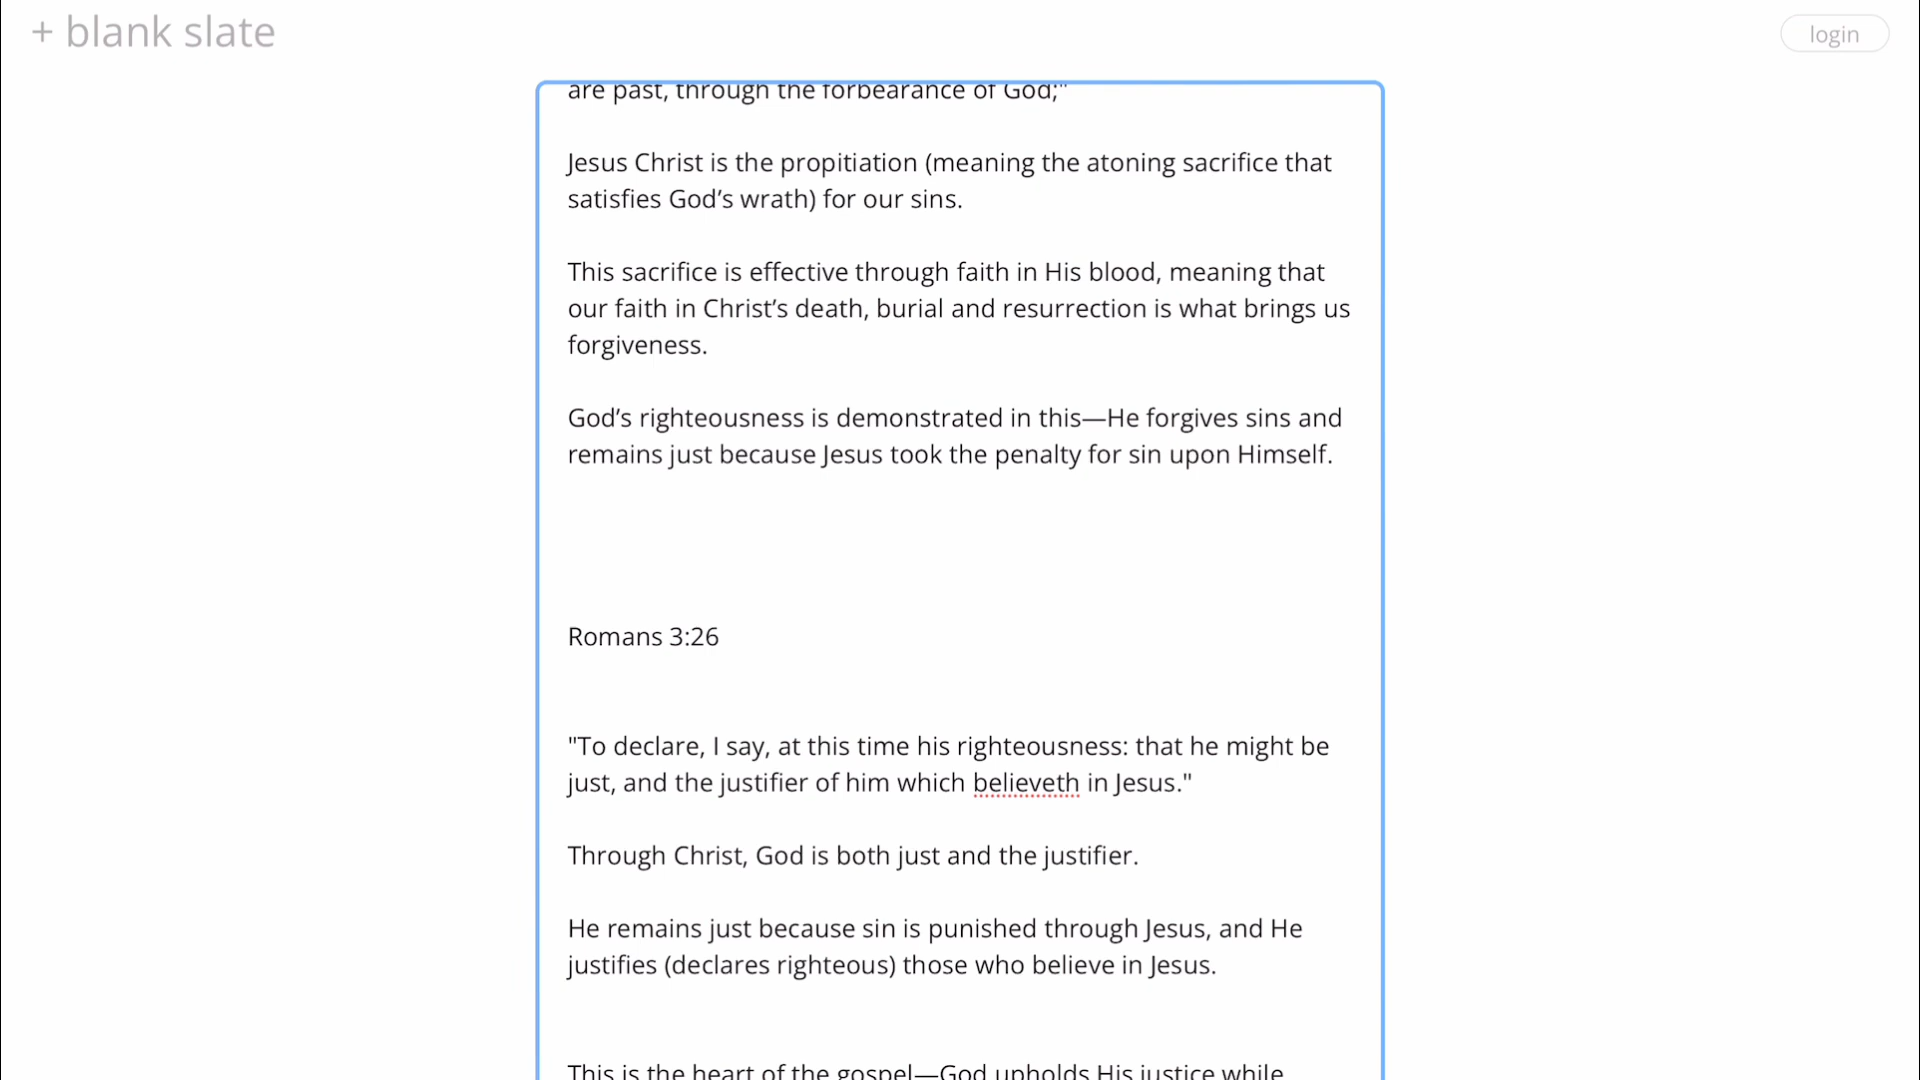 + blank slate
login
are past, through the forbearance of God;"
Jesus Christ is the propitiation (meaning the atoning sacrifice that
satisfies God’s wrath) for our sins.
This sacrifice is effective through faith in His blood, meaning that
our faith in Christ’s death, burial and resurrection is what brings us
forgiveness.
God’s righteousness is demonstrated in this—He forgives sins and
remains just because Jesus took the penalty for sin upon Himself.
Romans 3:26
"To declare, I say, at this time his righteousness: that he might be
just, and the justifier of him which believeth in Jesus."
Through Christ, God is both just and the justifier.
He remains just because sin is punished through Jesus, and He
justifies (declares righteous) those who believe in Jesus.
This is the heart of the gospel—God upholds His justice while